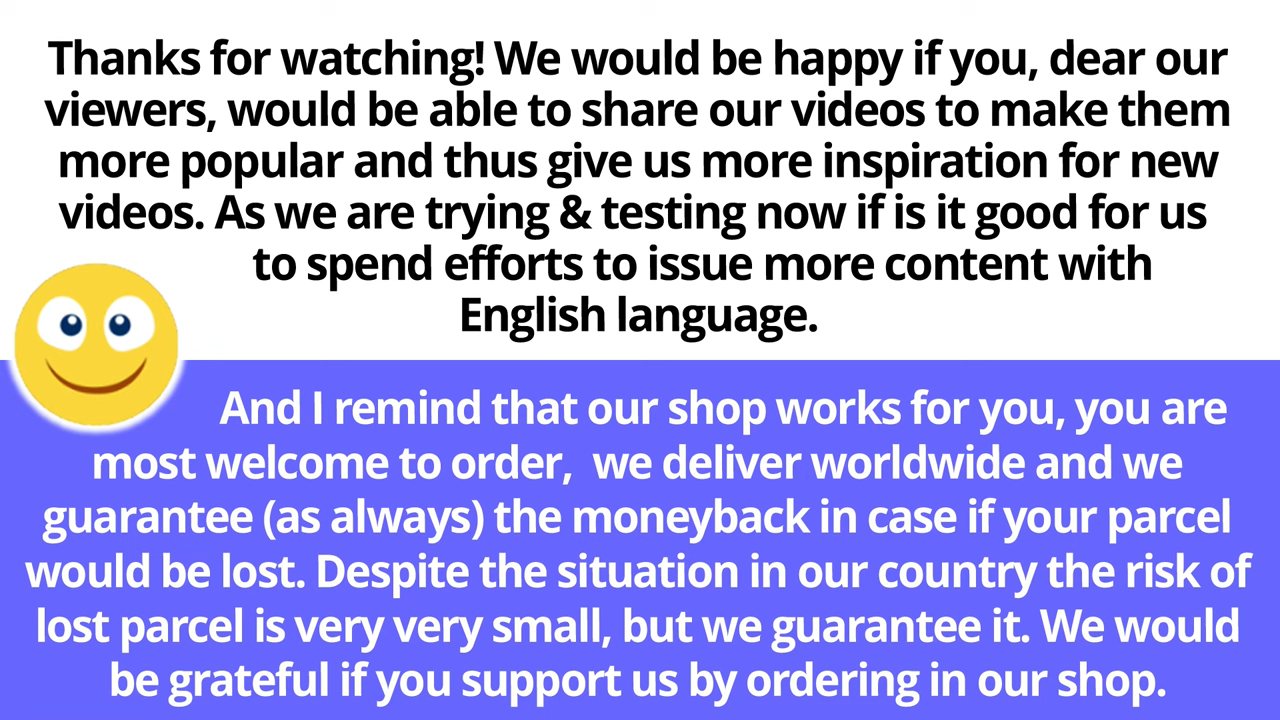 Thanks for watching! We would be happy if you, dear our
viewers, would be able to share our videos to make them
more popular and thus give us more inspiration for new
videos. As we are trying & testing now if is it good for us
to spend efforts to issue more content with
English language.
And I remind that our shop works for you, you are
most welcome to order,  we deliver worldwide and we
guarantee (as always) the moneyback in case if your parcel
would be lost. Despite the situation in our country the risk of
lost parcel is very very small, but we guarantee it. We would
be grateful if you support us by ordering in our shop.